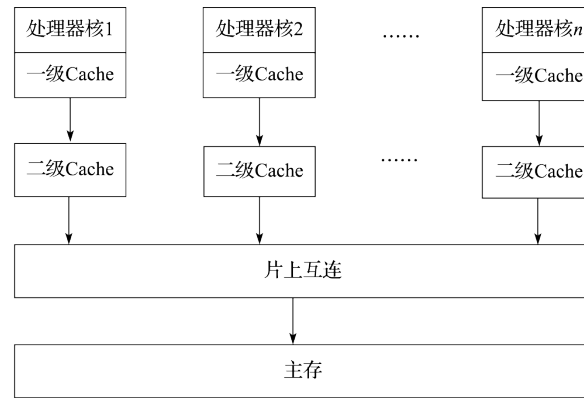 处理器核1 处理器核2 …… 处理器核n
一级Cache 一级Cache 一级Cache
二级Cache 二级Cache …… 二级Cache
片上互连
主存